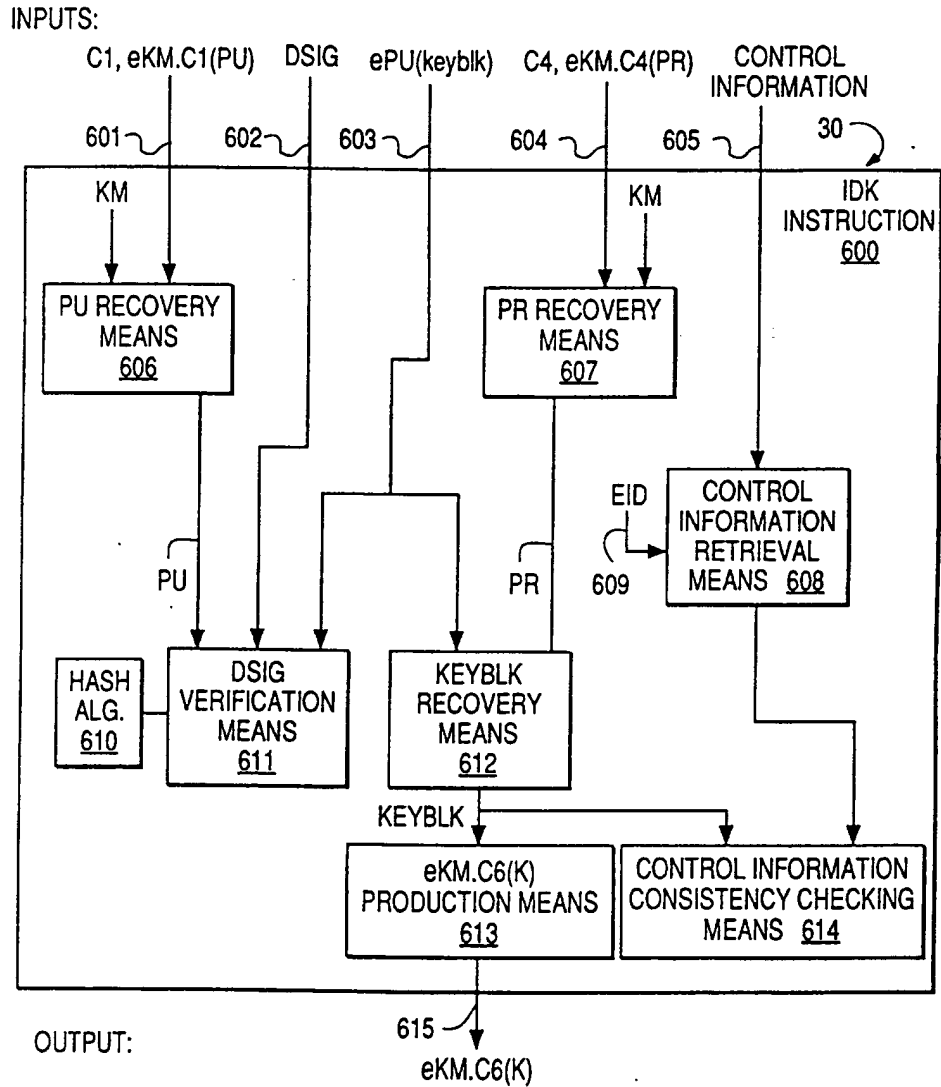 INPUTS:
C1, eKM.C1(PU)
DSIG
ePU(keyblk)
C4, eKM.C4(PR)
CONTROL
INFORMATION
601
602
603
604
605
30
IDK
INSTRUCTION
600
KM
KM
PU RECOVERY
MEANS
606
PR RECOVERY
MEANS
607
EID
609
CONTROL
INFORMATION
RETRIEVAL
MEANS 608
PU
PR
HASH
ALG.
610
DSIG
VERIFICATION
MEANS
611
KEYBLK
RECOVERY
MEANS
612
KEYBLK
eKM.C6(K)
PRODUCTION MEANS
613
CONTROL INFORMATION
CONSISTENCY CHECKING
MEANS 614
615
OUTPUT:
eKM.C6(K)